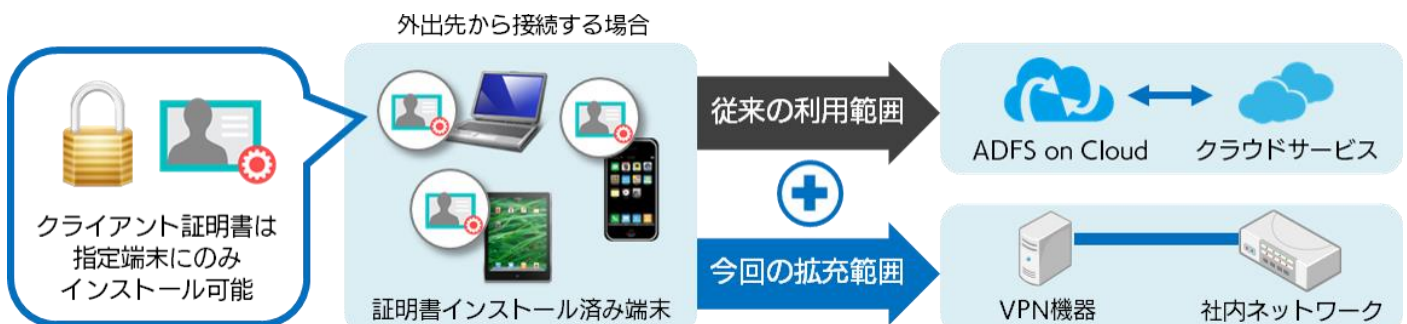 外出先から接続する場合
クライアント証明書は
指定端末にのみ
インストール可能
証明書インストール済み端末
従来の利用範囲
今回の拡充範囲
ADFS on Cloud
クラウドサービス
VPN機器
社内ネットワーク